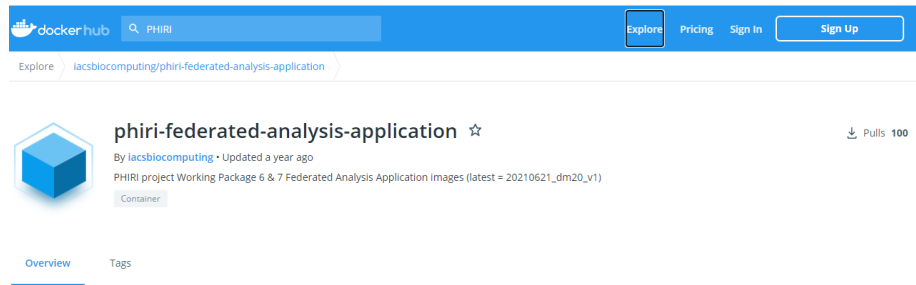 dockerhub PHIRI Explore Pricing Sign In Sign Up
Explore iacsbiocomputing/phiri-federated-analysis-application
phiri-federated-analysis-application Pulls 100
By iacsbiocomputing • Updated a year ago
PHIRI project Working Package 6 & 7 Federated Analysis Application images (latest = 20210621_dm20_v1)
Container
Overview Tags